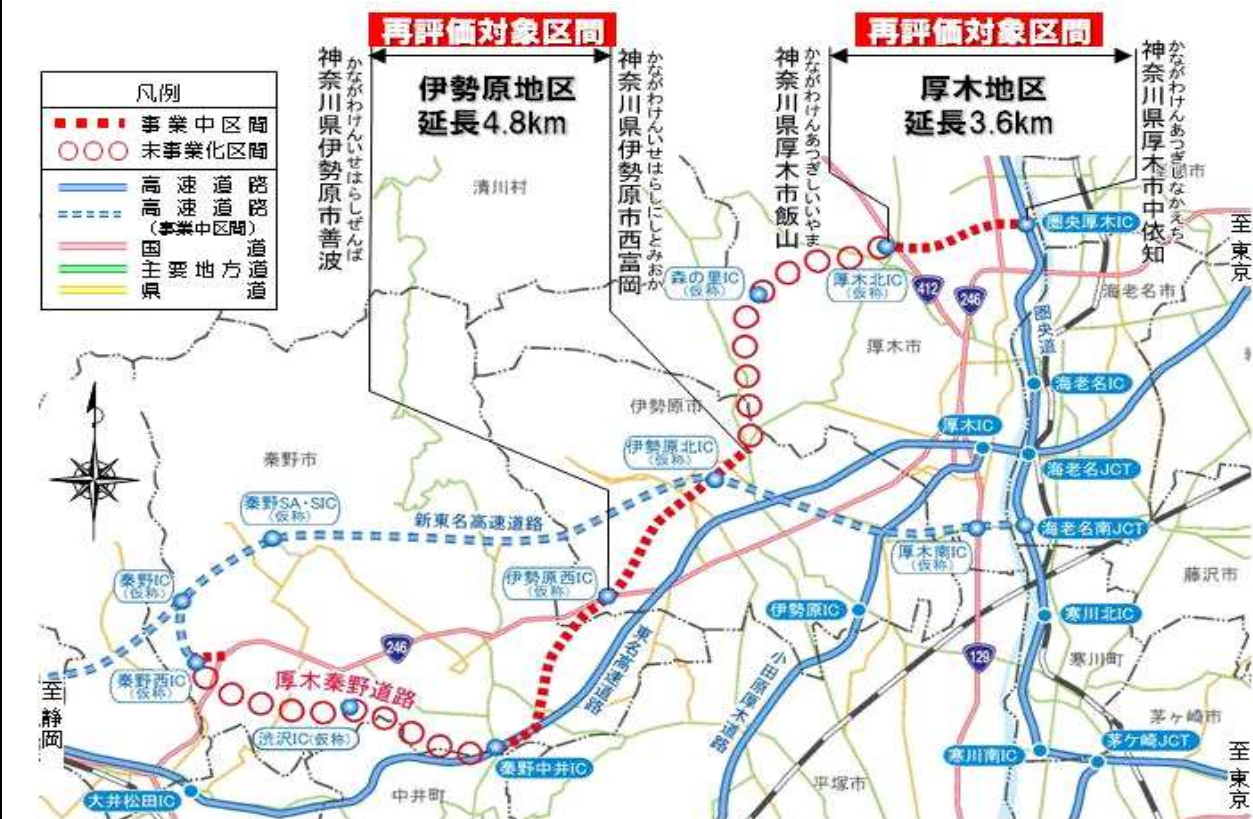 再評価対象区間
再評価対象区間
神奈川県伊勢原市善波
かながわけんいせはらしぜんば
伊勢原地区
延長4.8km
神奈川県伊勢原市西富岡
かながわけんいせはらしにしとみおか
神奈川県厚木市飯山
かながわけんあつぎしいいやま
厚木地区
延長3.6km
神奈川県厚木市中依知
かながわけんあつぎしなかえち
凡例
事業中区間
未事業化区間
高速道路
高速道路
(事業中区間)
国道
主要地方道
県道
清川村
至東京
圏央厚木IC
森の里IC
(仮称)
厚木北IC
(仮称)
412
246
海老名市
圏央道
厚木市
海老名IC
伊勢原市
厚木IC
伊勢原北IC
(仮称)
海老名JCT
秦野市
秦野SA・SIC
(仮称)
新東名高速道路
海老名南JCT
厚木南IC
(仮称)
秦野IC
(仮称)
伊勢原西IC
(仮称)
藤沢市
伊勢原IC
寒川北IC
246
東名高速道路
小田原厚木道路
129
寒川町
秦野西IC
(仮称)
厚木秦野道路
至静岡
渋沢IC(仮称)
茅ヶ崎市
茅ケ崎JCT
寒川南IC
至東京
秦野中井IC
大井松田IC
中井町
平塚市